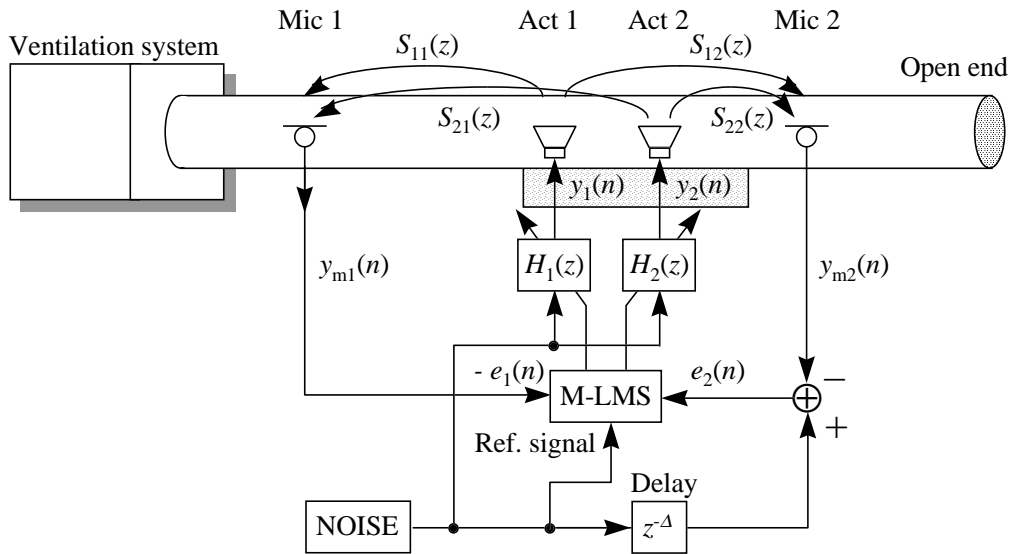 Mic 1
Act 1
Act 2
Mic 2
Ventilation system
S11(z)
S12(z)
Open end
S21(z)
S22(z)
y1(n)
y2(n)
H1(z)
H2(z)
ym1(n)
ym2(n)
- e1(n)
M-LMS
e2(n)
−
+
+
Ref. signal
Delay
NOISE
z-Δ